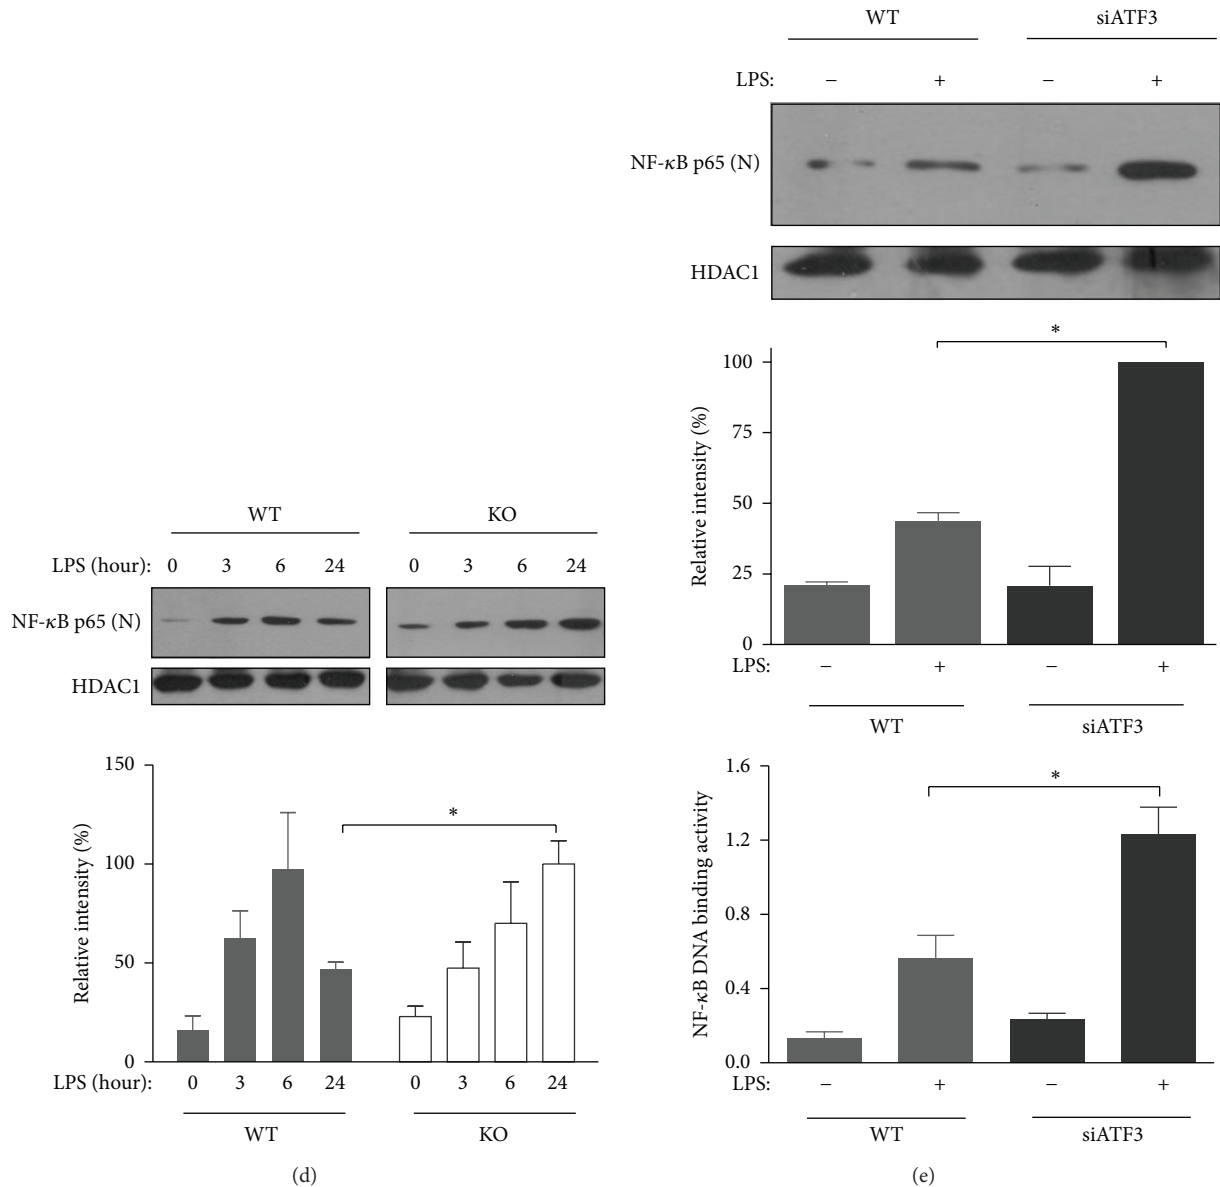 WT KO
LPS (hour): 0 3 6 24 0 3 6 24
NF-κB p65 (N)
HDAC1
150
100
50
0
Relative intensity (%)
*
LPS (hour): 0 3 6 24 0 3 6 24
WT KO
(d)
WT siATF3
LPS: − + − +
NF-κB p65 (N)
HDAC1
100
75
50
25
0
Relative intensity (%)
*
LPS: − + − +
WT siATF3
1.6
1.2
0.8
0.4
0.0
NF-κB DNA binding activity
*
LPS: − + − +
WT siATF3
(e)